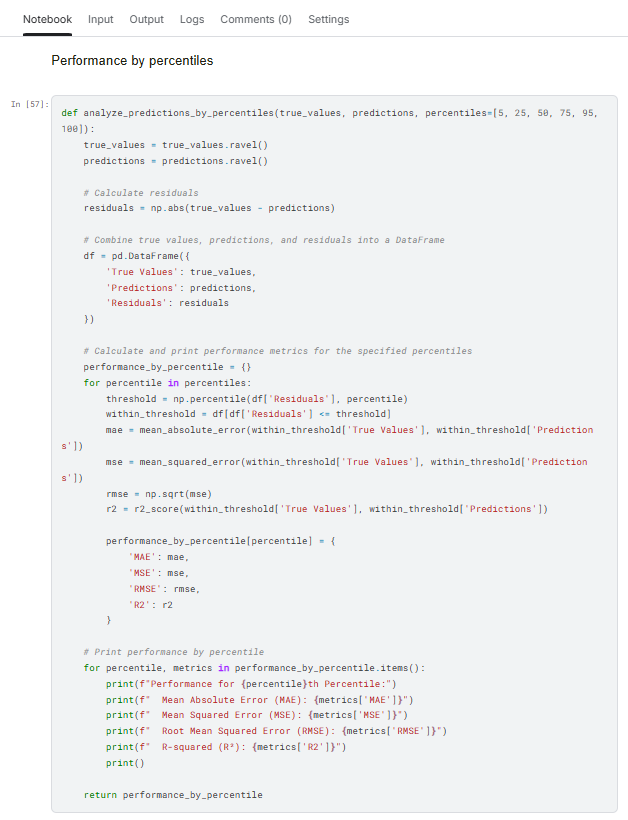 Notebook Input Output Logs Comments (0) Settings
Performance by percentiles
In [57]:
def analyze_predictions_by_percentiles(true_values, predictions, percentiles=[5, 25, 50, 75, 95,
100]):
    true_values = true_values.ravel()
    predictions = predictions.ravel()

    # Calculate residuals
    residuals = np.abs(true_values - predictions)

    # Combine true values, predictions, and residuals into a DataFrame
    df = pd.DataFrame({
        'True Values': true_values,
        'Predictions': predictions,
        'Residuals': residuals
    })

    # Calculate and print performance metrics for the specified percentiles
    performance_by_percentile = {}
    for percentile in percentiles:
        threshold = np.percentile(df['Residuals'], percentile)
        within_threshold = df[df['Residuals'] <= threshold]
        mae = mean_absolute_error(within_threshold['True Values'], within_threshold['Prediction
s'])
        mse = mean_squared_error(within_threshold['True Values'], within_threshold['Prediction
s'])
        rmse = np.sqrt(mse)
        r2 = r2_score(within_threshold['True Values'], within_threshold['Predictions'])

        performance_by_percentile[percentile] = {
            'MAE': mae,
            'MSE': mse,
            'RMSE': rmse,
            'R2': r2
        }

    # Print performance by percentile
    for percentile, metrics in performance_by_percentile.items():
        print(f"Performance for {percentile}th Percentile:")
        print(f"  Mean Absolute Error (MAE): {metrics['MAE']}")
        print(f"  Mean Squared Error (MSE): {metrics['MSE']}")
        print(f"  Root Mean Squared Error (RMSE): {metrics['RMSE']}")
        print(f"  R-squared (R²): {metrics['R2']}")
        print()

    return performance_by_percentile